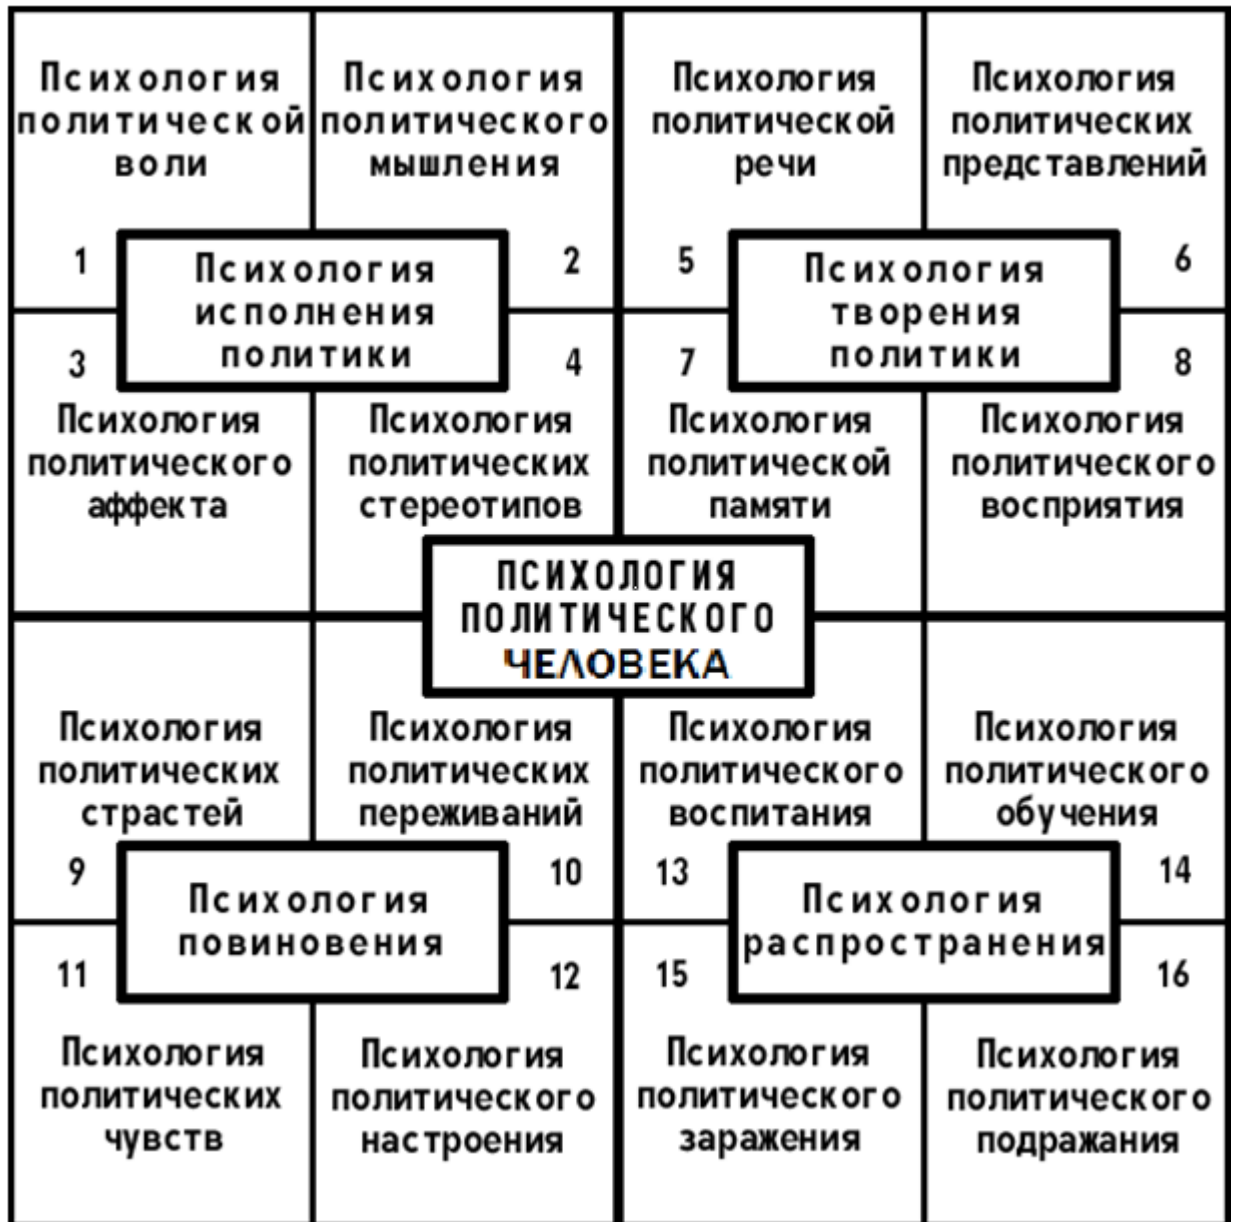 Психология
политической
воли
1
Психология
политического
мышления
2
Психология
исполнения
политики
3
Психология
политического
аффекта
4
Психология
политических
стереотипов
Психология
политической
речи
5
Психология
политических
представлений
6
Психология
творения
политики
7
Психология
политической
памяти
8
Психология
политического
восприятия
ПСИХОЛОГИЯ
ПОЛИТИЧЕСКОГО
ЧЕЛОВЕКА
Психология
политических
страстей
9
Психология
политических
переживаний
10
Психология
повиновения
11
Психология
политических
чувств
12
Психология
политического
настроения
Психология
политического
воспитания
13
Психология
политического
обучения
14
Психология
распространения
15
Психология
политического
заражения
16
Психология
политического
подражания